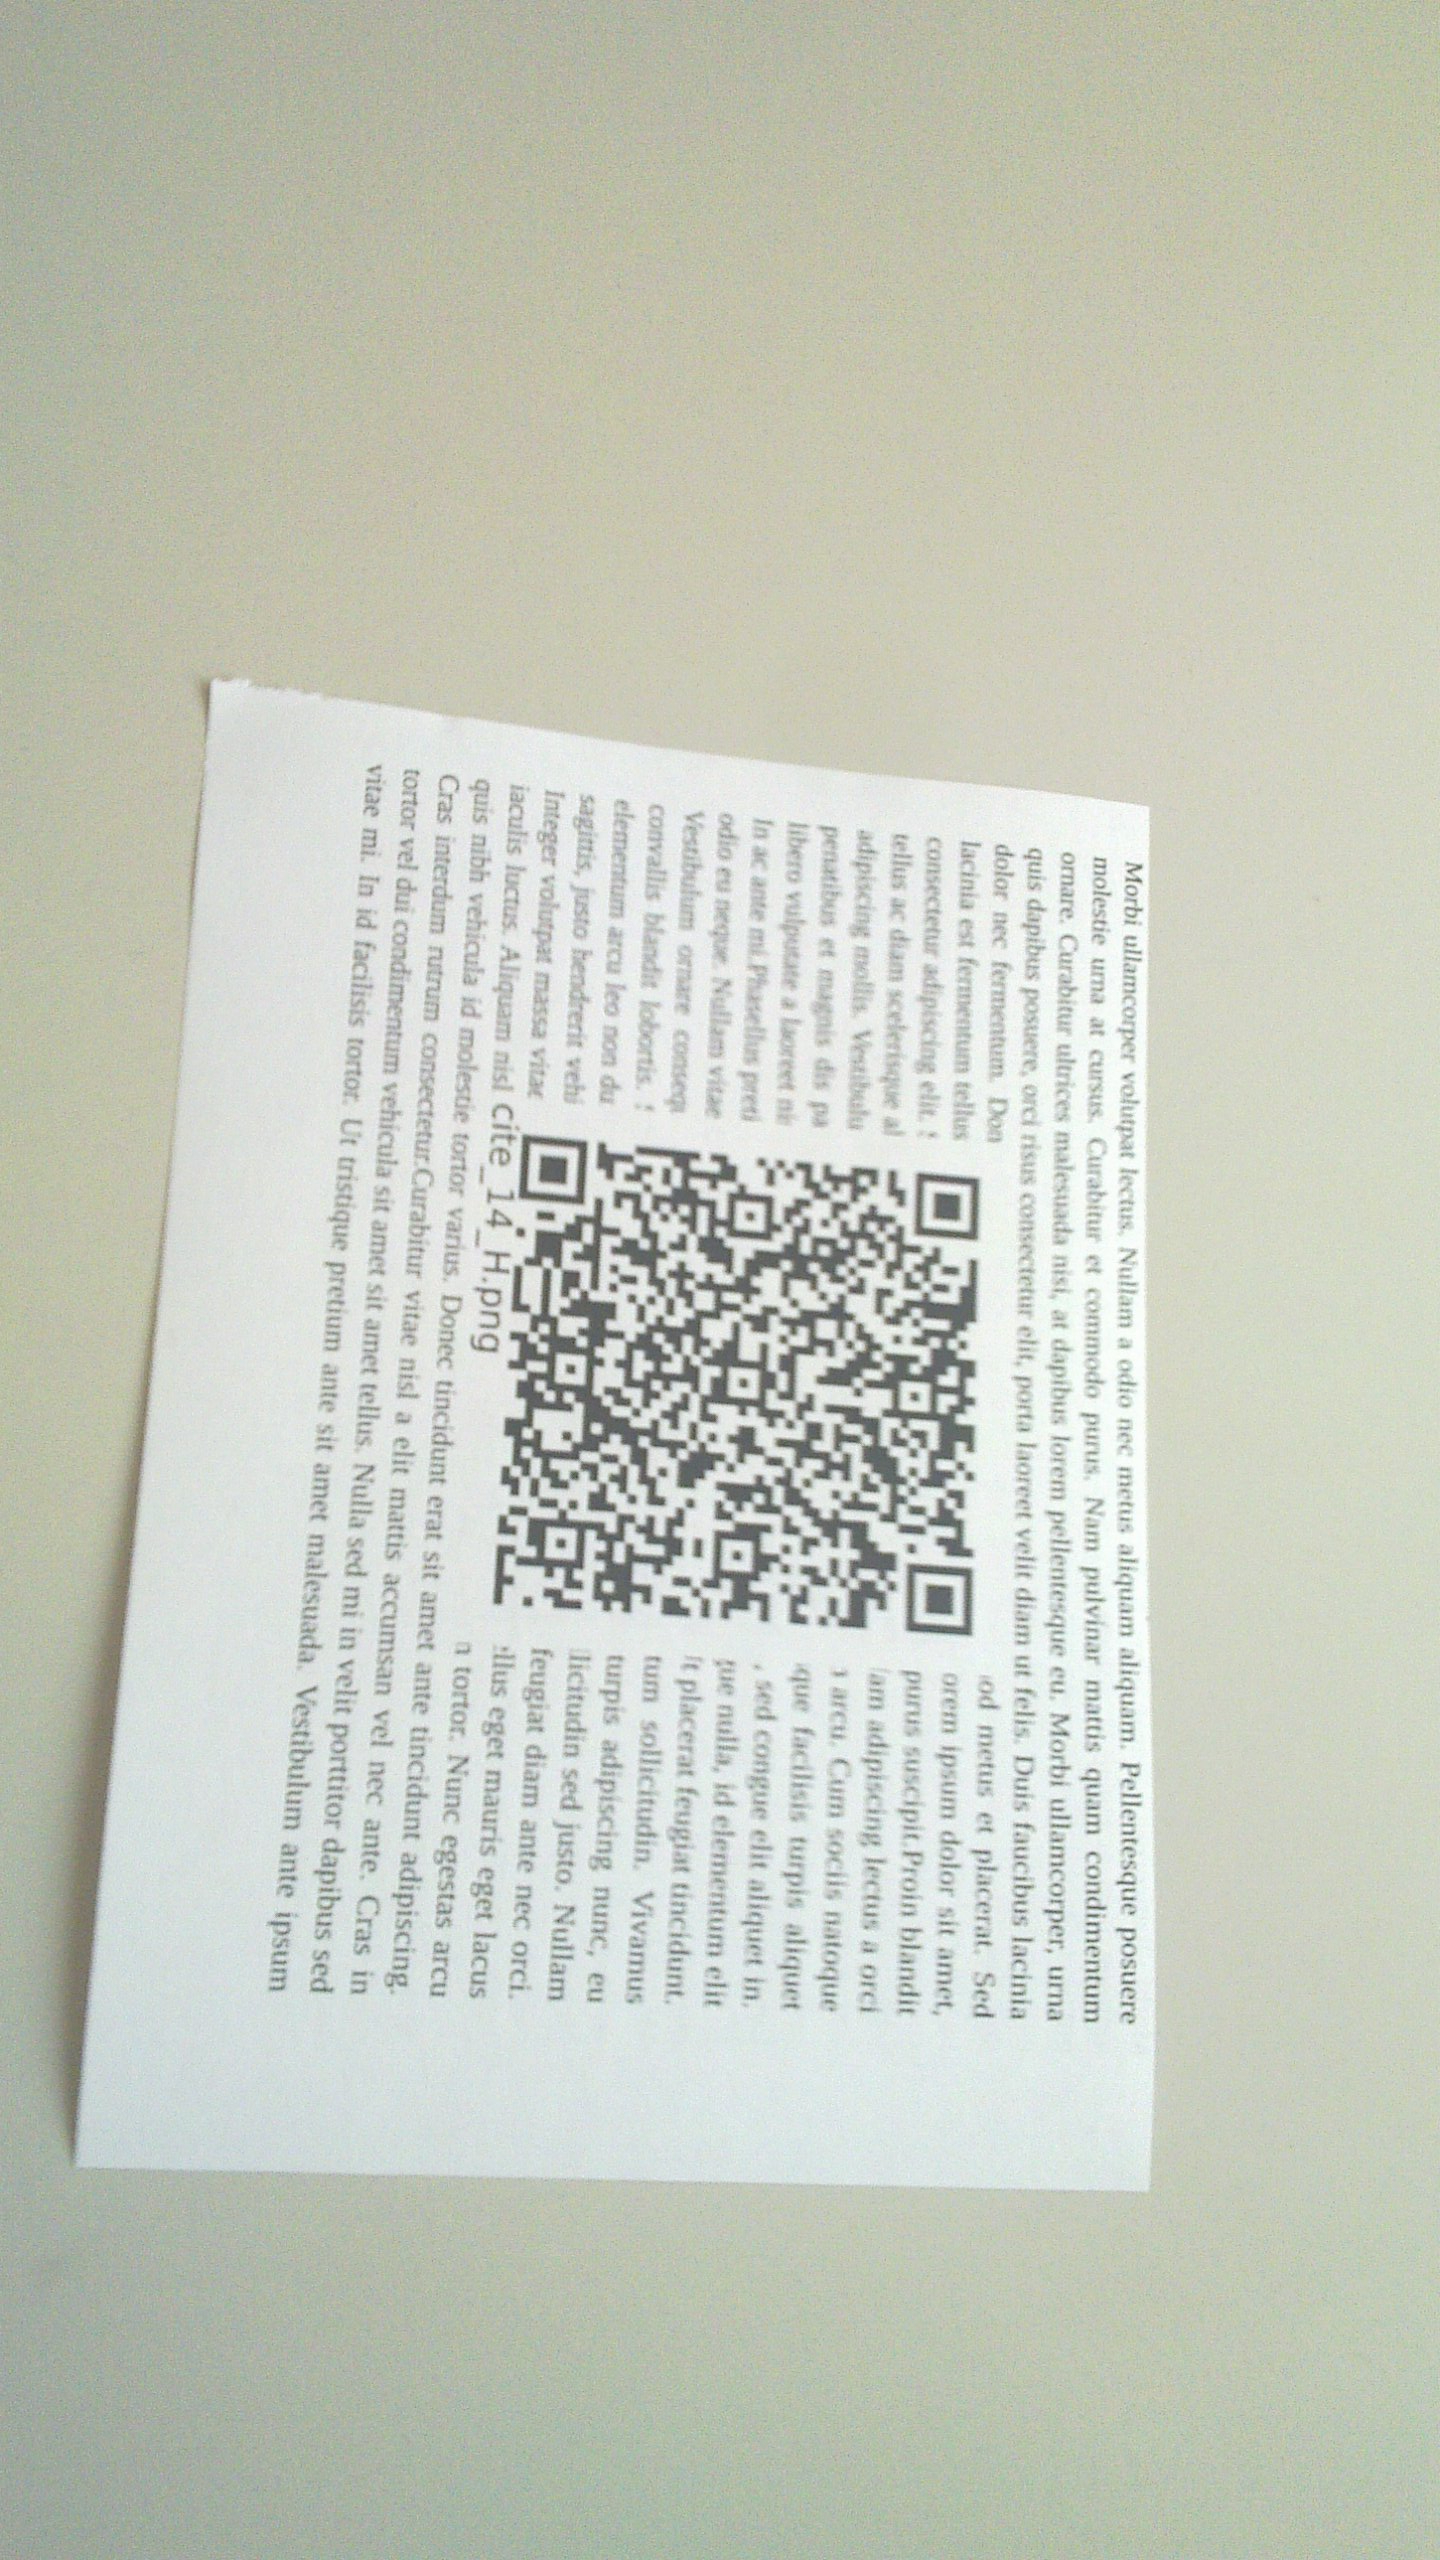 Morbi ullamcorper volutpat lectus. Nullam a odio nec metus aliquam aliquam. Pellentesque posuere
molestie urna at cursus. Curabitur et commodo purus. Nam pulvinar mattis quam condimentum
ornare. Curabitur ultrices malesuada nisi, at dapibus lorem pellentesque eu. Morbi ullamcorper, urna
quis dapibus posuere, orci risus consectetur elit, porta laoreet velit diam ut felis. Duis faucibus lacinia
dolor nec fermentum. Don od metus et placerat. Sed
lacinia est fermentum tellus orem ipsum dolor sit amet,
consectetur adipiscing elit. purus suscipit.Proin blandit
tellus ac diam scelerisque al am adipiscing lectus a orci
adipiscing mollis. Vestibulu arcu. Cum sociis natoque
penatibus et magnis dis pa que facilisis turpis aliquet
libero vulputate a laoreet , sed congue elit aliquet in.
In ac ante mi.Phasellus preti gue nulla, id elementum elit
odio eu neque. Nullam vitae placerat feugiat tincidunt.
Vestibulum ornare conseq tum sollicitudin. Vivamus
convallis blandit lobortis. turpis adipiscing nunc, eu
elementum arcu leo non du llicitudin sed justo. Nullam
sagittis, justo hendrerit vehi feugiat diam ante nec orci.
Integer volutpat massa vitae llus eget mauris eget lacus
iaculis luctus. Aliquam nisl cite_14_H.png n tortor. Nunc egestas arcu
quis nibh vehicula id molestie tortor varius. Donec tincidunt erat sit amet ante tincidunt adipiscing.
Cras interdum rutrum consectetur.Curabitur vitae nisl a elit mattis accumsan vel nec ante. Cras in
tortor vel dui condimentum vehicula sit amet sit amet tellus. Nulla sed mi in velit porttitor dapibus sed
vitae mi. In id facilisis tortor. Ut tristique pretium ante sit amet malesuada. Vestibulum ante ipsum